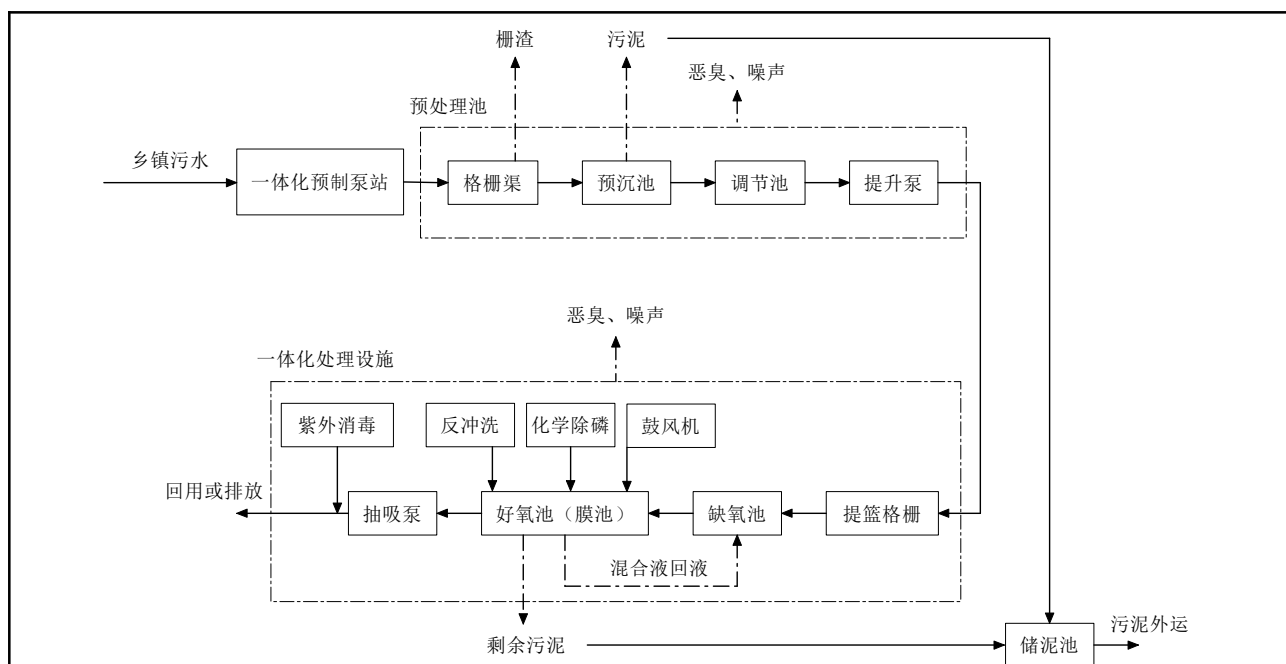 栅渣
污泥
恶臭、噪声
预处理池
乡镇污水
一体化预制泵站
格栅渠
预沉池
调节池
提升泵
恶臭、噪声
一体化处理设施
紫外消毒
反冲洗
化学除磷
鼓风机
回用或排放
抽吸泵
好氧池（膜池）
缺氧池
提篮格栅
混合液回液
剩余污泥
储泥池
污泥外运